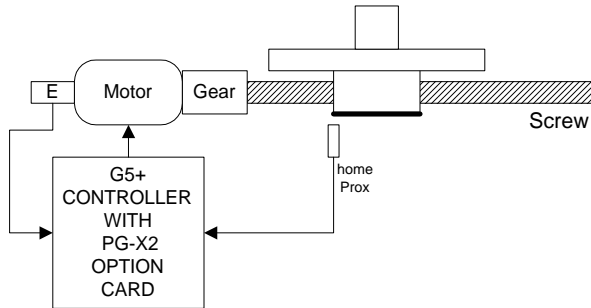 E
Motor
Gear
Screw
home
Prox
G5+
CONTROLLER
WITH
PG-X2
OPTION
CARD